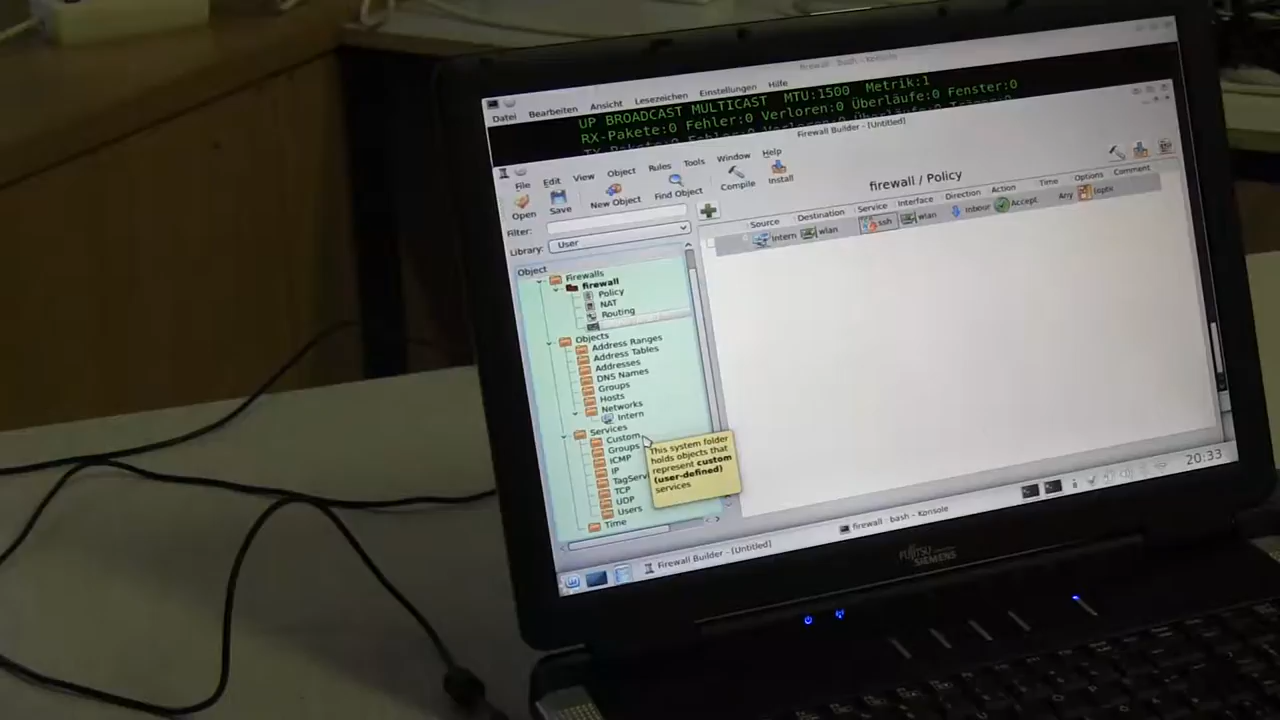 firewall : bash - Konsole
Datei Bearbeiten Ansicht Lesezeichen Einstellungen Hilfe
UP BROADCAST MULTICAST MTU:1500 Metrik:1
RX-Pakete:0 Fehler:0 Verloren:0 Überläufe:0 Fenster:0
Firewall Builder - [Untitled]
File Edit View Object Rules Tools Window Help
Open Save New Object Find Object Compile Install
firewall / Policy
Filter:
Library: User
Source Destination Service Interface Direction Action Time Options Comment
Intern wlan ssh wlan Inbour Accept Any
Object
Firewalls
firewall
Policy
NAT
Routing
Objects
Address Ranges
Address Tables
Addresses
DNS Names
Groups
Hosts
Networks
Intern
Services
Custom
Groups
ICMP
IP
TagServ
TCP
UDP
Users
Time
This system folder
holds objects that
represent custom
(user-defined)
services
Firewall Builder - [Untitled]
firewall : bash - Konsole
20:33
FUJITSU
SIEMENS